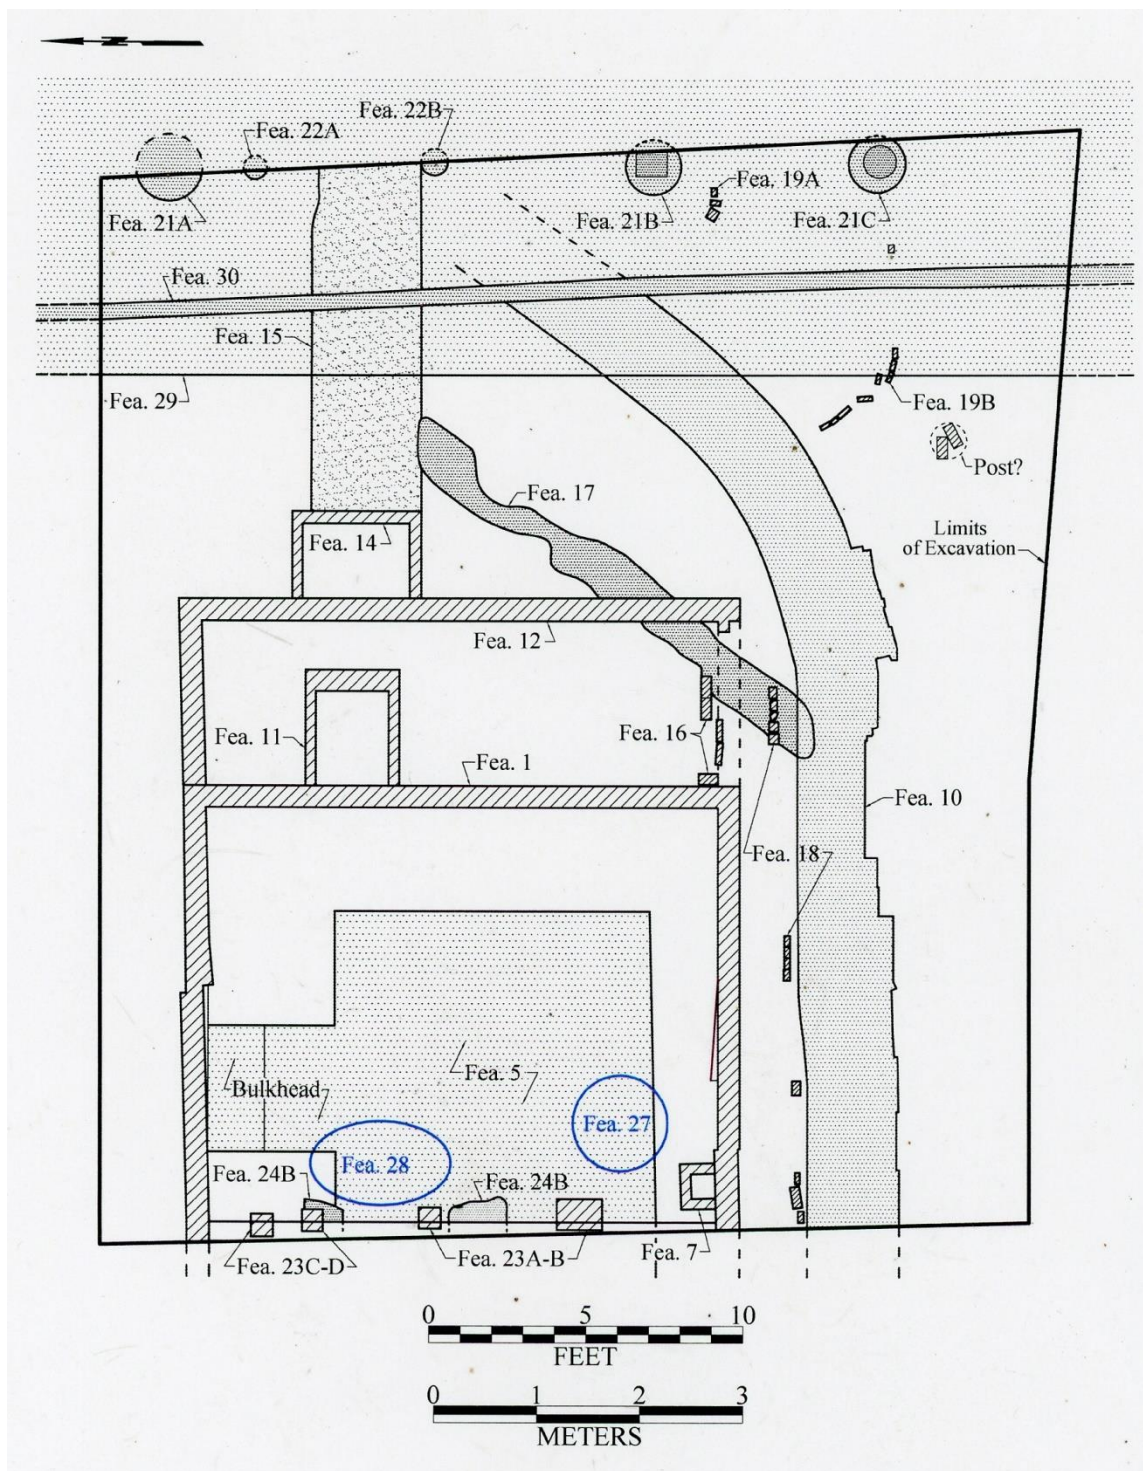 N
Fea. 22B
Fea. 22A
Fea. 19A
Fea. 21A
Fea. 21B
Fea. 21C
Fea. 30
Fea. 15
Fea. 29
Fea. 19B
Post?
Fea. 17
Limits
of Excavation
Fea. 14
Fea. 12
Fea. 11
Fea. 16
Fea. 1
Fea. 10
Fea. 18
Fea. 5
Bulkhead
Fea. 27
Fea. 28
Fea. 24B
Fea. 24B
Fea. 23C-D
Fea. 23A-B
Fea. 7
0 5 10
FEET
0 1 2 3
METERS